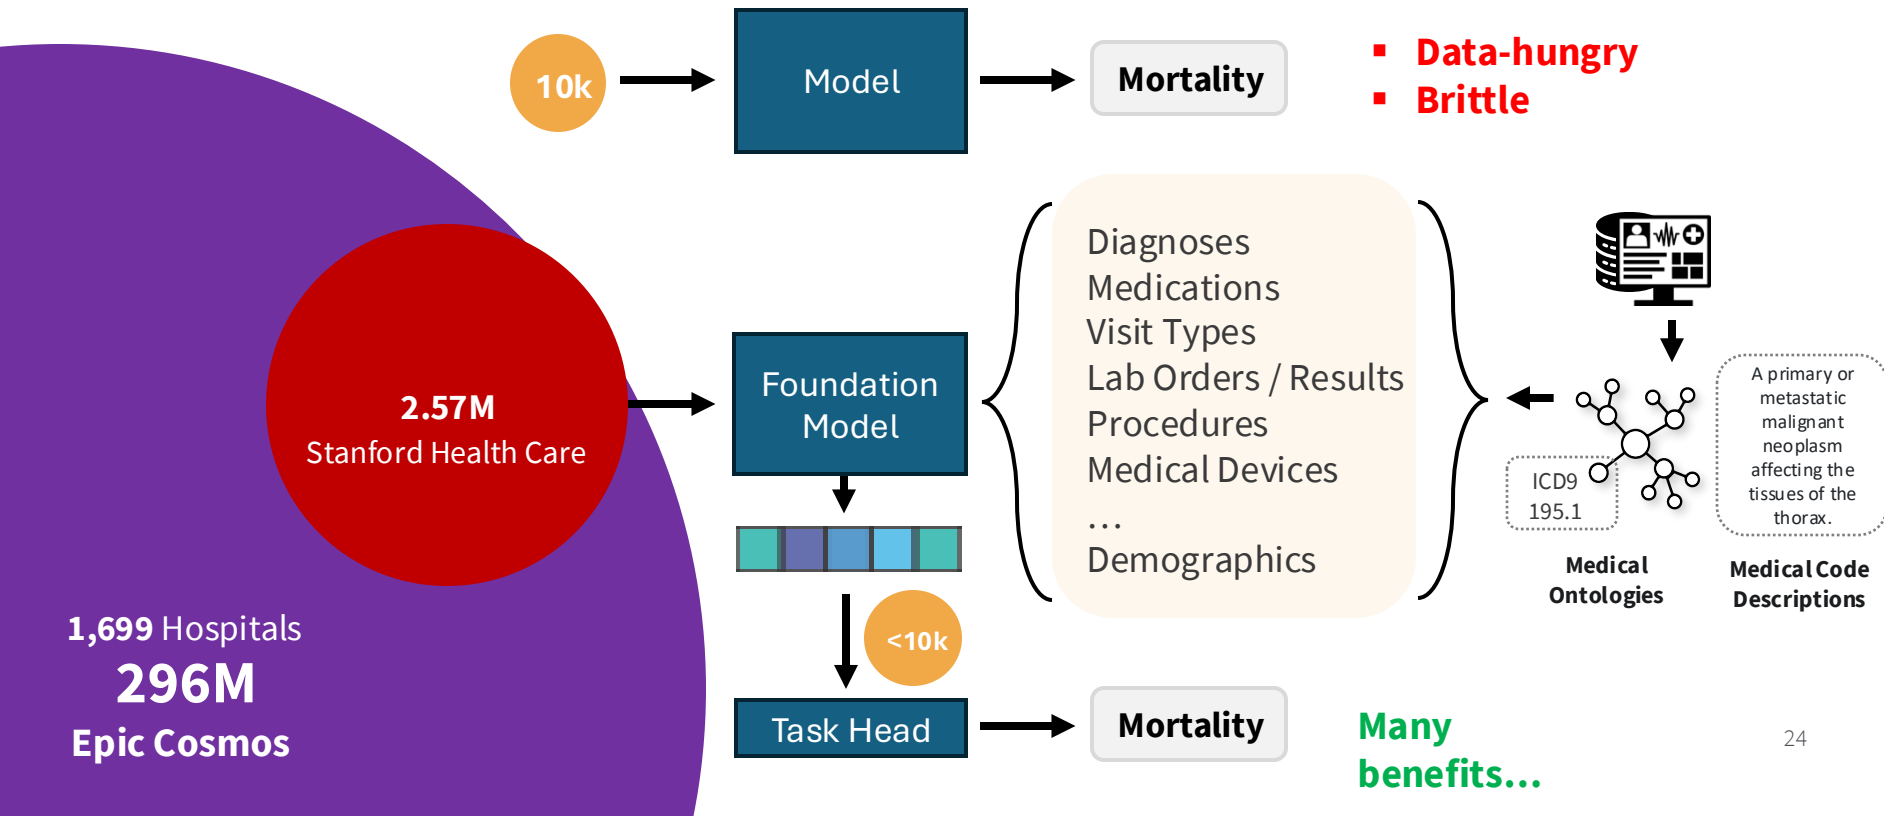 10k
Model
Mortality
▪ Data-hungry
▪ Brittle
2.57M
Stanford Health Care
1,699 Hospitals
296M
Epic Cosmos
Foundation
Model
<10k
Task Head
Mortality
Diagnoses
Medications
Visit Types
Lab Orders / Results
Procedures
Medical Devices
…
Demographics
ICD9
195.1
Medical
Ontologies
A primary or
metastatic
malignant
neoplasm
affecting the
tissues of the
thorax.
Medical Code
Descriptions
Many
benefits…
24